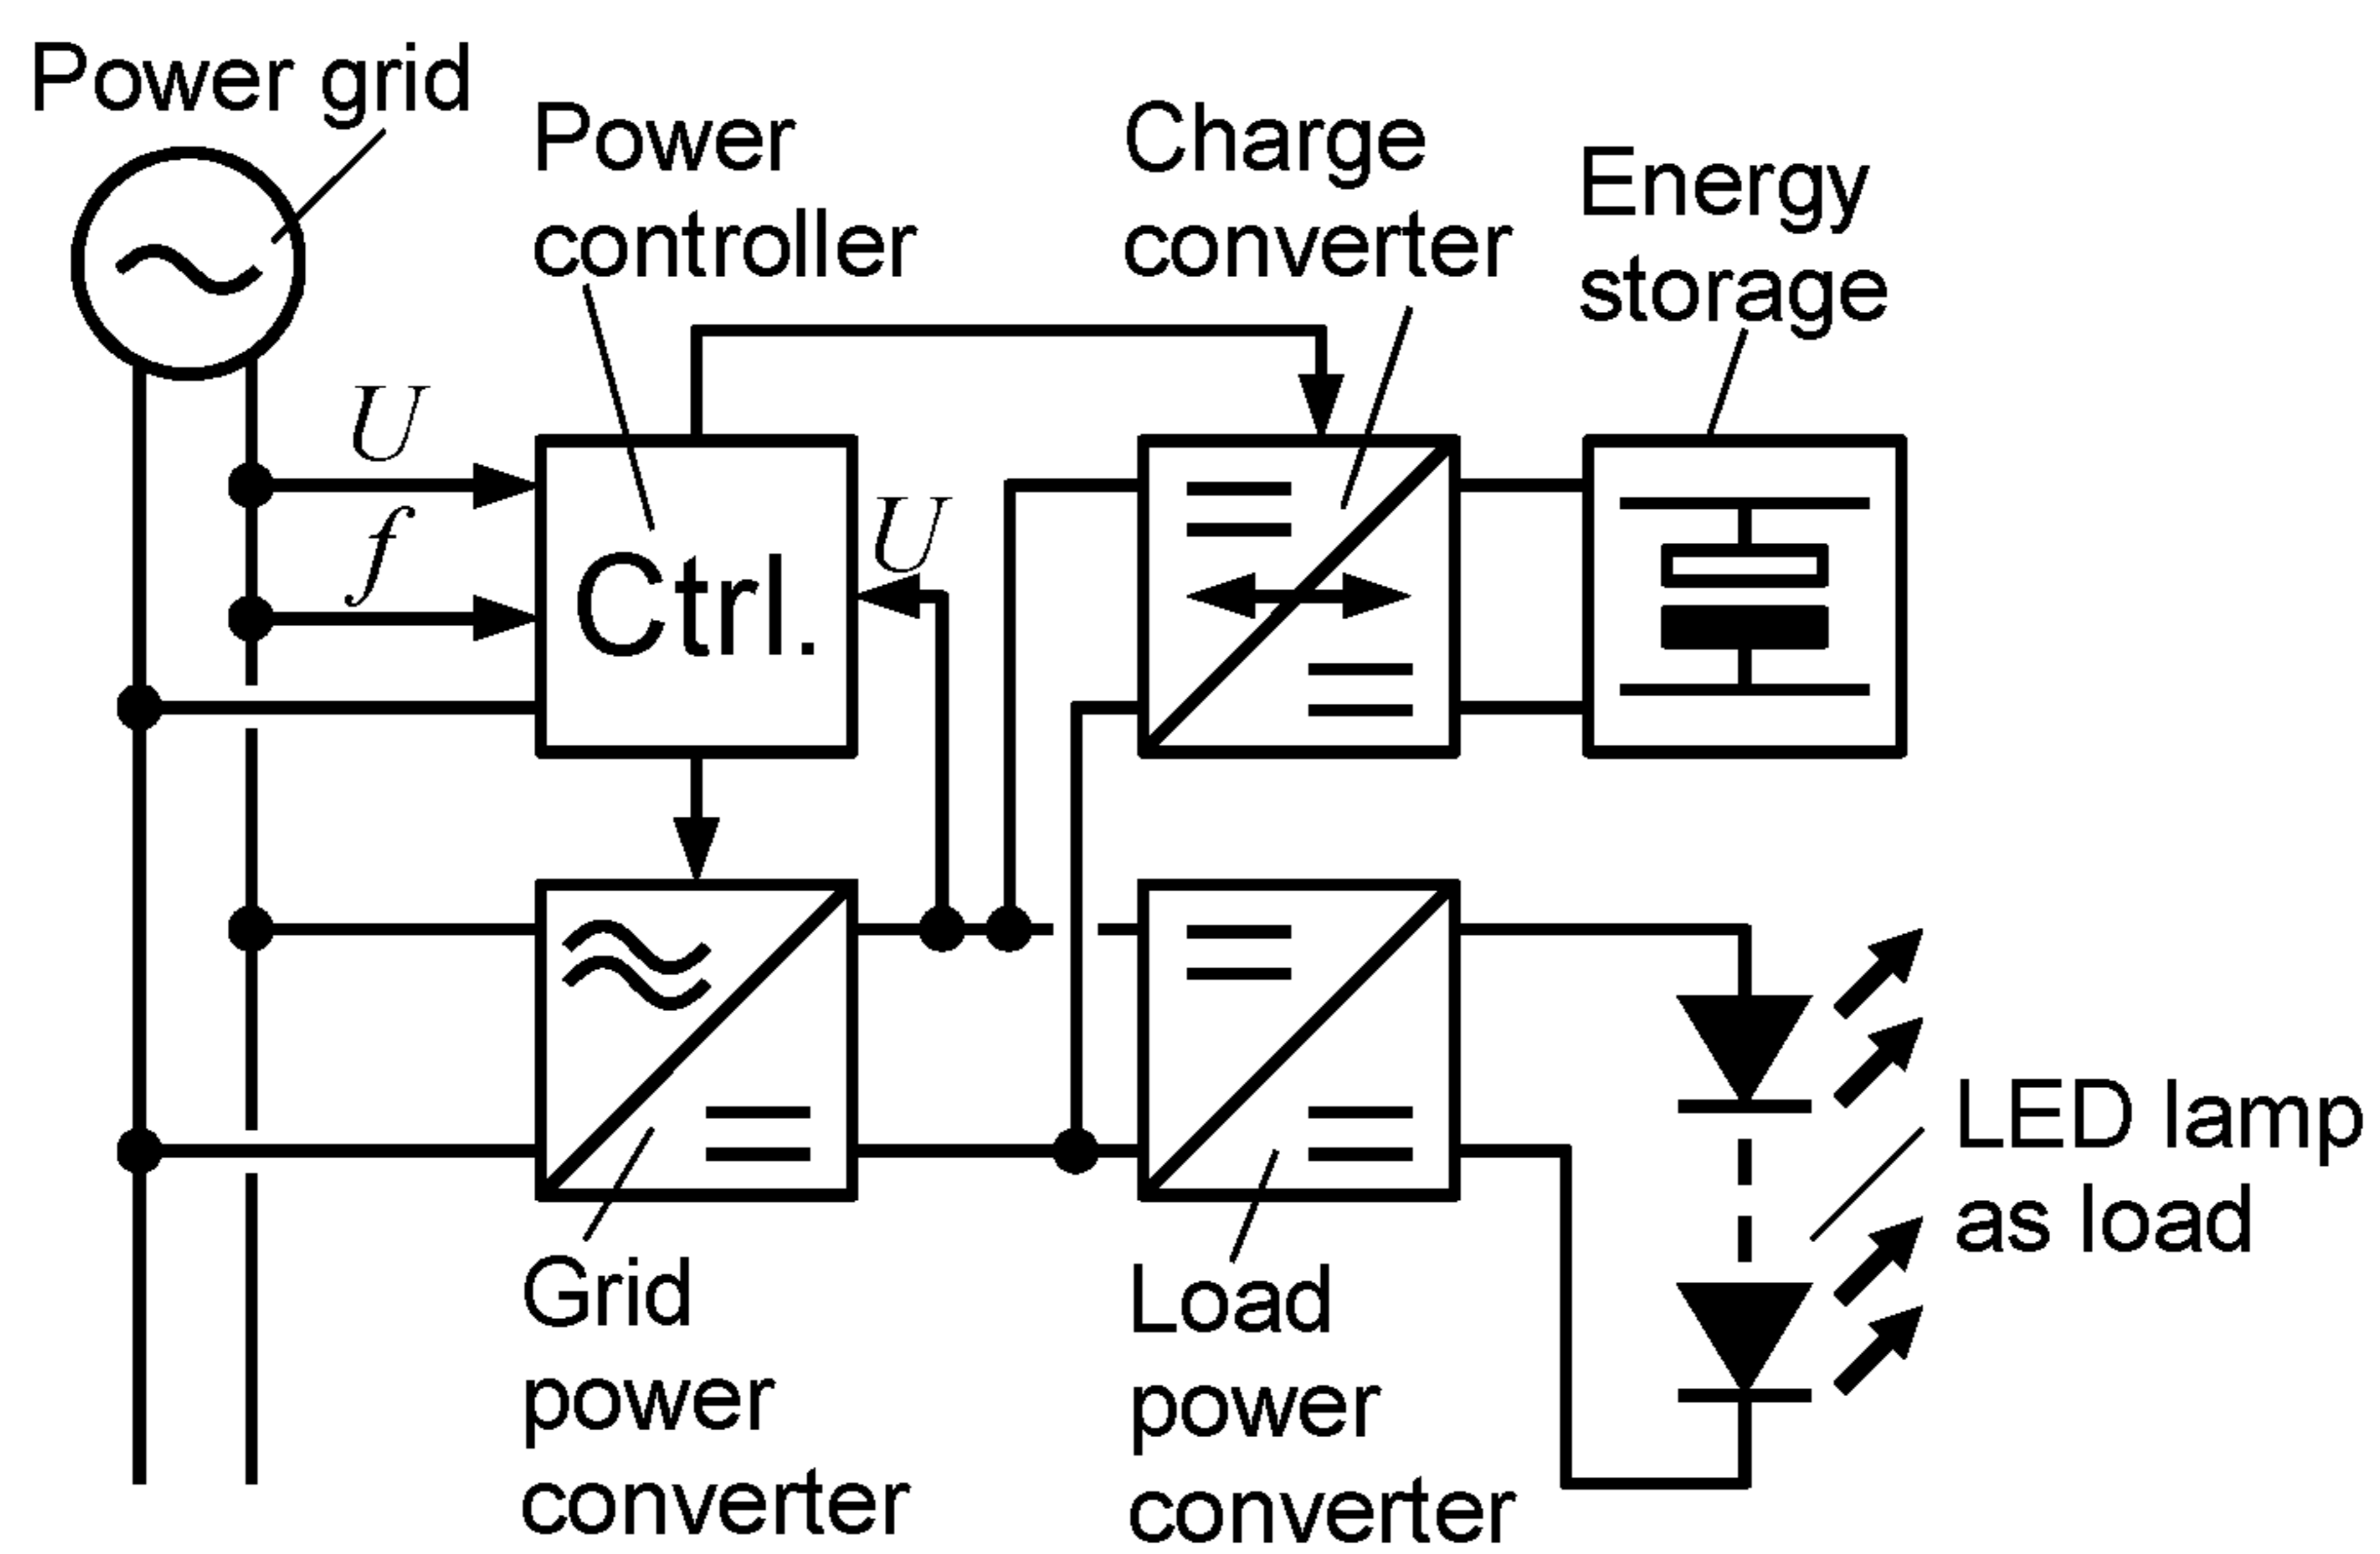 Power grid
Power
controller
Charge
converter
Energy
storage
U
f
U
Ctrl.
LED lamp
as load
Grid
power
converter
Load
power
converter